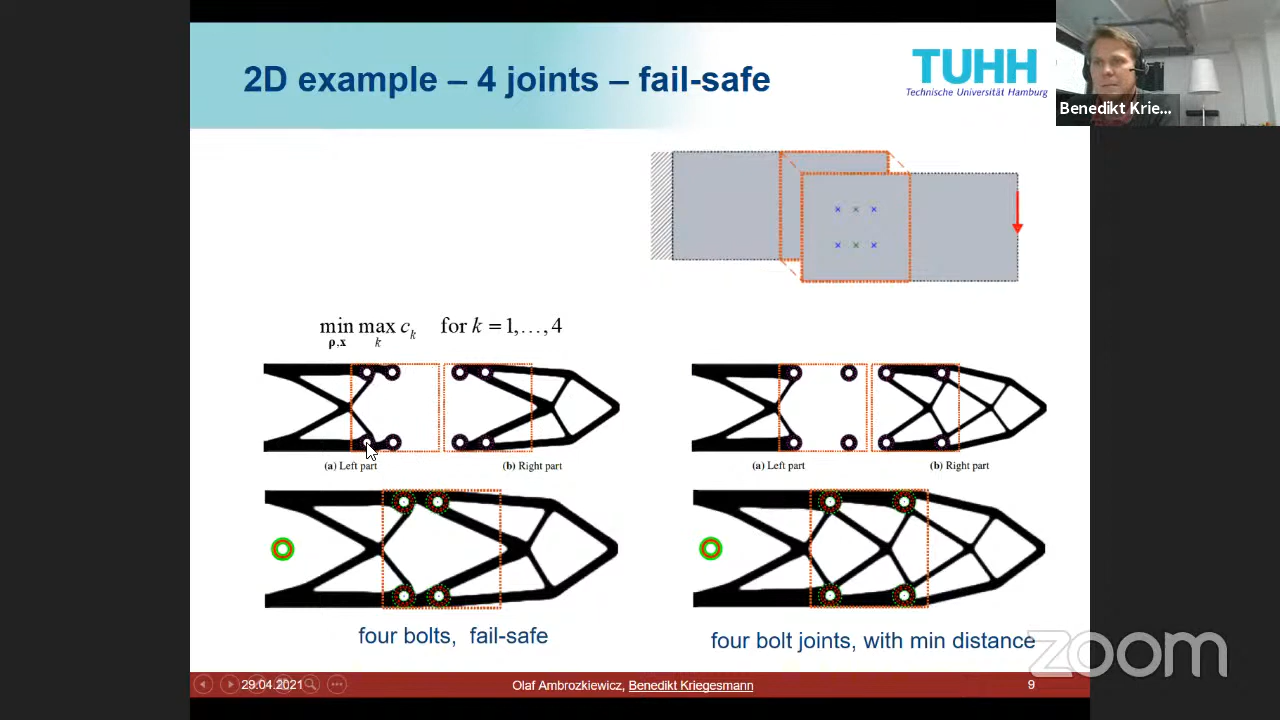 2D example – 4 joints – fail-safe
TUHH
Technische Universität Hamburg
Benedikt Krie...
min max c_k for k = 1,…,4
ρ,x k
(a) Left part
(b) Right part
(a) Left part
(b) Right part
four bolts, fail-safe
four bolt joints, with min distance
zoom
29.04.2021
Olaf Ambrozkiewicz, Benedikt Kriegesmann
9